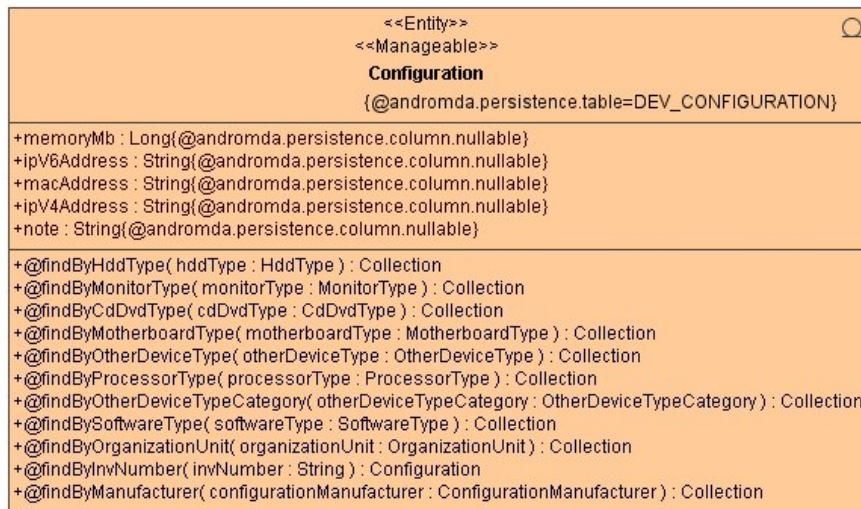 <<Entity>>
<<Manageable>>
Configuration
{@andromda.persistence.table=DEV_CONFIGURATION}
+memoryMb : Long{@andromda.persistence.column.nullable}
+ipV6Address : String{@andromda.persistence.column.nullable}
+macAddress : String{@andromda.persistence.column.nullable}
+ipV4Address : String{@andromda.persistence.column.nullable}
+note : String{@andromda.persistence.column.nullable}
+@findByHddType( hddType : HddType ) : Collection
+@findByMonitorType( monitorType : MonitorType ) : Collection
+@findByCdDvdType( cdDvdType : CdDvdType ) : Collection
+@findByMotherboardType( motherboardType : MotherboardType ) : Collection
+@findByOtherDeviceType( otherDeviceType : OtherDeviceType ) : Collection
+@findByProcessorType( processorType : ProcessorType ) : Collection
+@findByOtherDeviceTypeCategory( otherDeviceTypeCategory : OtherDeviceTypeCategory ) : Collection
+@findBySoftwareType( softwareType : SoftwareType ) : Collection
+@findByOrganizationUnit( organizationUnit : OrganizationUnit ) : Collection
+@findByInvNumber( invNumber : String ) : Configuration
+@findByManufacturer( configurationManufacturer : ConfigurationManufacturer ) : Collection